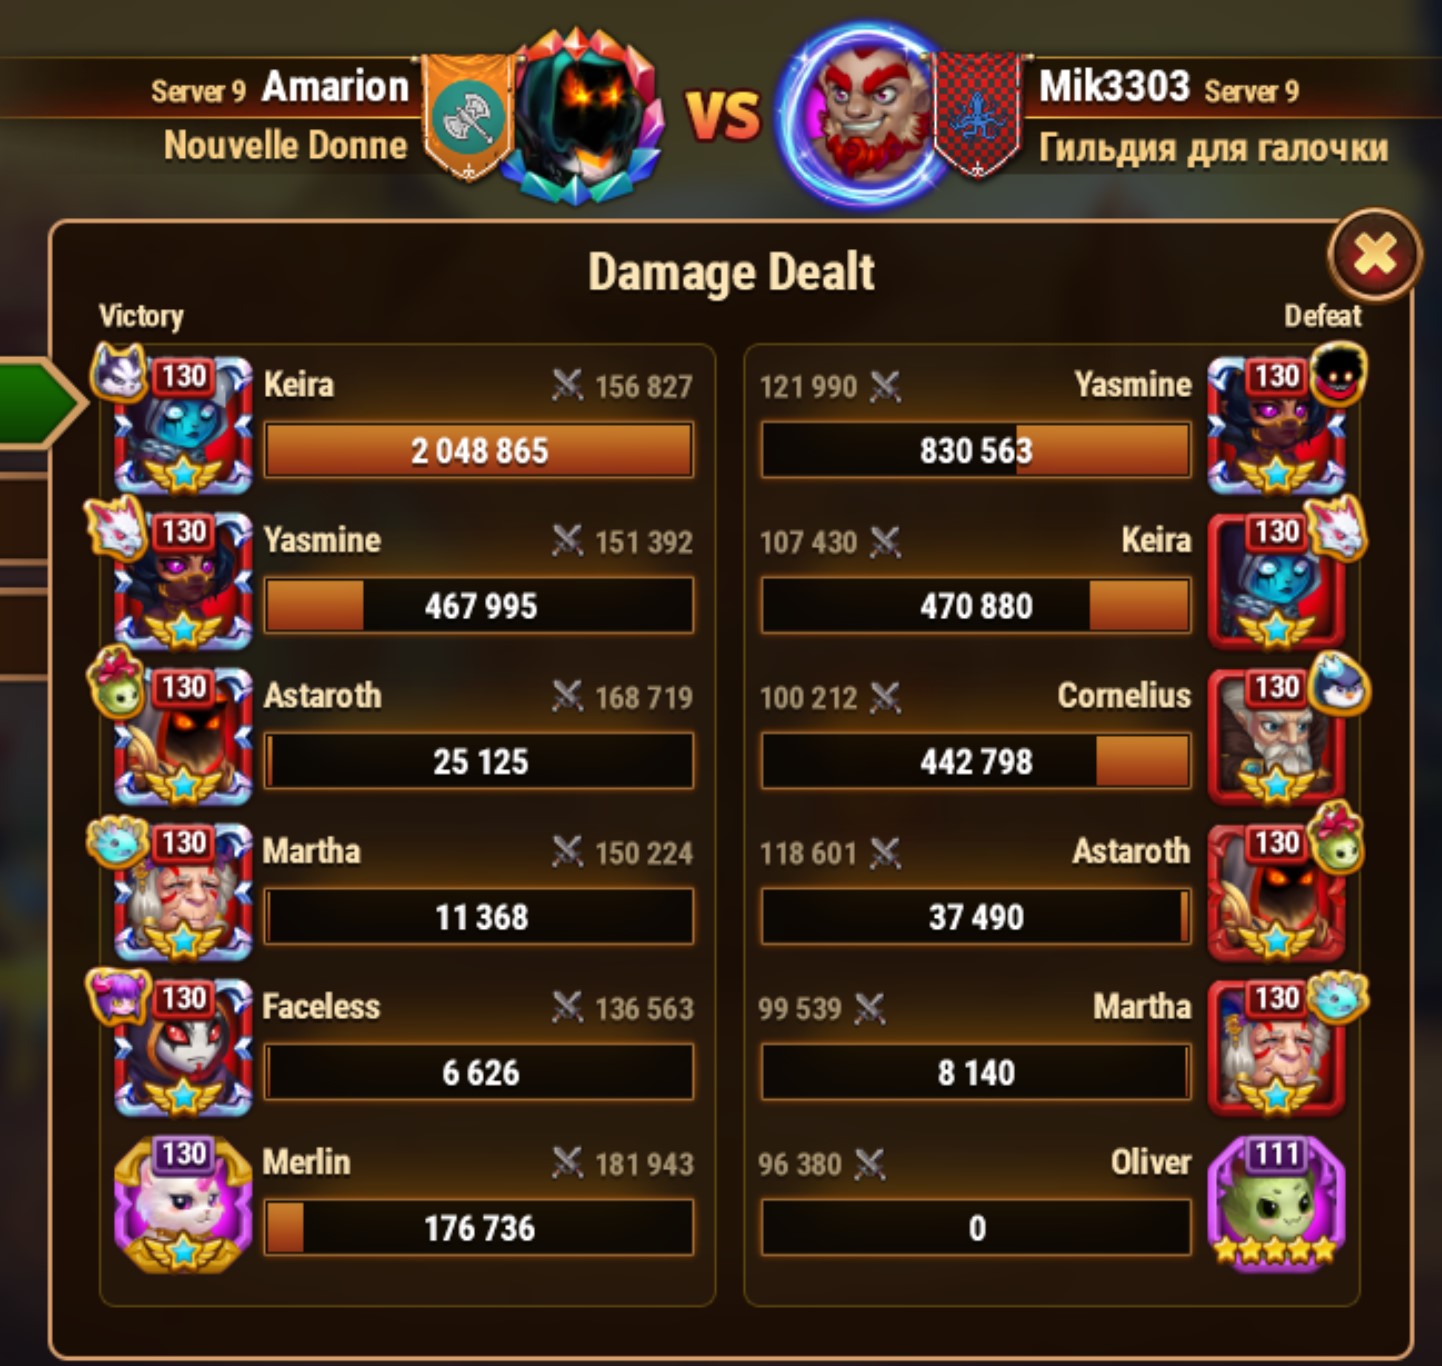 Server 9 Amarion VS Mik3303 Server 9
Nouvelle Donne Гильдия для галочки
Damage Dealt
Victory Defeat
130 Keira 156 827
2 048 865
130 Yasmine 151 392
467 995
130 Astaroth 168 719
25 125
130 Martha 150 224
11 368
130 Faceless 136 563
6 626
130 Merlin 181 943
176 736
121 990 Yasmine 130
830 563
107 430 Keira 130
470 880
100 212 Cornelius 130
442 798
118 601 Astaroth 130
37 490
99 539 Martha 130
8 140
96 380 Oliver 111
0